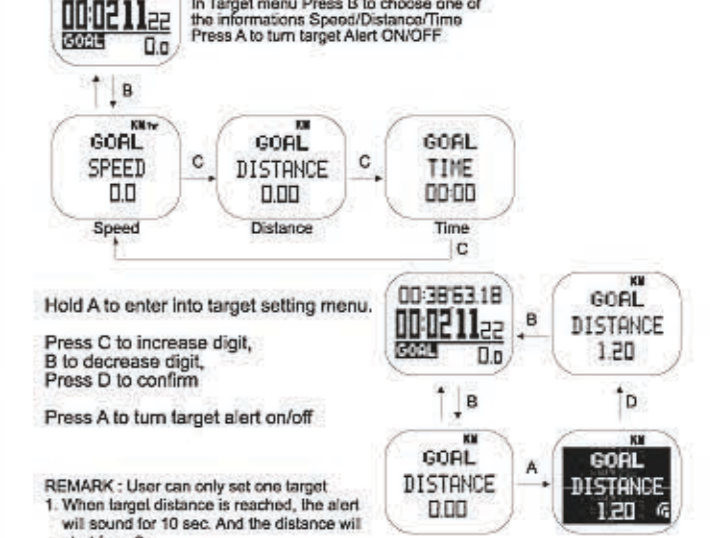 00:021122
GOAL 0.0
In Target menu Press B to choose one of
the informations Speed/Distance/Time
Press A to turn target Alert ON/OFF
B
KM/hr
GOAL
SPEED
0.0
Speed
C
KM
GOAL
DISTANCE
0.00
Distance
C
GOAL
TIME
00:00
Time
C
Hold A to enter into target setting menu.
Press C to increase digit,
B to decrease digit,
Press D to confirm
Press A to turn target alert on/off
00:38'53.18
00:021122
GOAL 0.0
B
KM
GOAL
DISTANCE
1.20
B
D
KM
GOAL
DISTANCE
0.00
A
KM
GOAL
DISTANCE
1.20
REMARK : User can only set one target
1. When target distance is reached, the alert
will sound for 10 sec. And the distance will